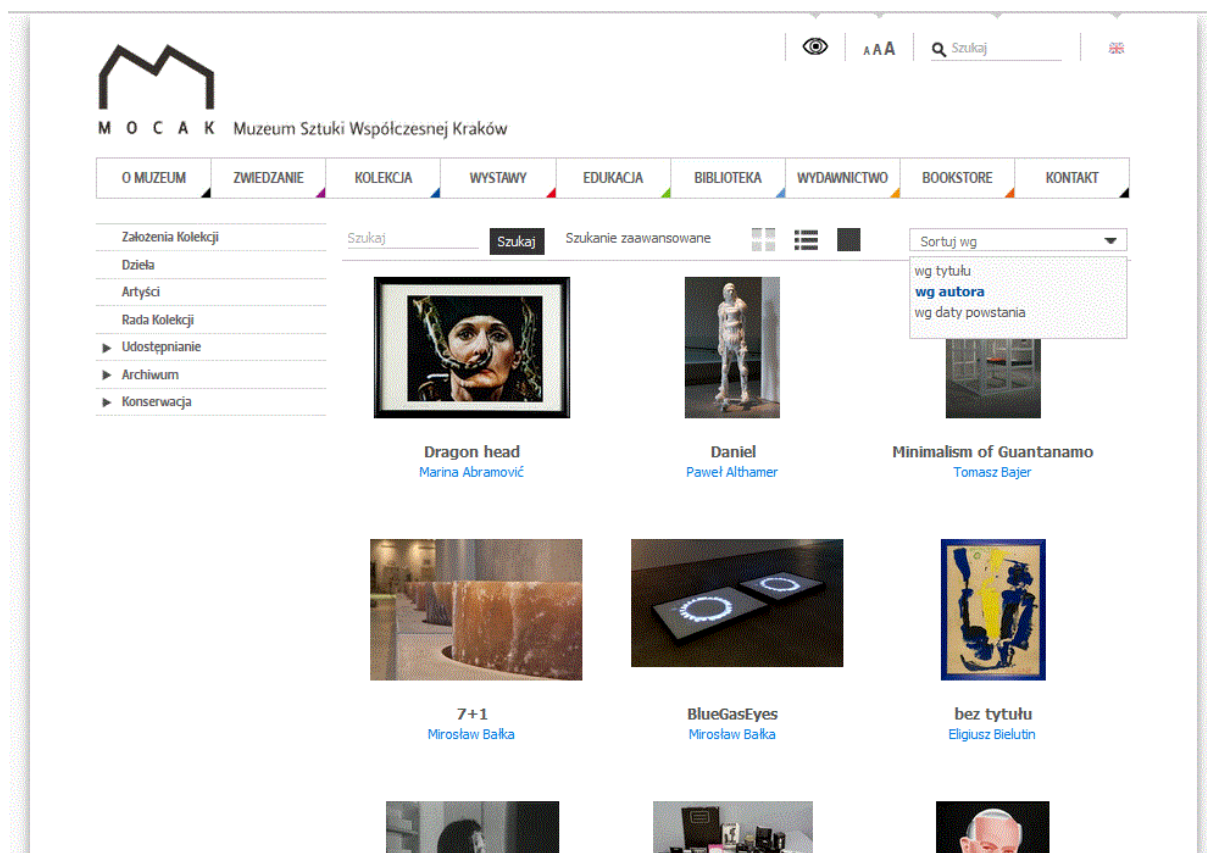 Szukaj
A A A
M O C A K Muzeum Sztuki Współczesnej Kraków
O MUZEUM ZWIEDZANIE KOLEKCJA WYSTAWY EDUKACJA BIBLIOTEKA WYDAWNICTWO BOOKSTORE KONTAKT
Założenia Kolekcji
Dzieła
Artyści
Rada Kolekcji
Udostępnianie
Archiwum
Konserwacja
Szukaj Szukaj Szukanie zaawansowane Sortuj wg
wg tytułu
wg autora
wg daty powstania
Dragon head
Marina Abramović
Daniel
Paweł Althamer
Minimalism of Guantanamo
Tomasz Bajer
7+1
Mirosław Bałka
BlueGasEyes
Mirosław Bałka
bez tytułu
Eligiusz Bielutin